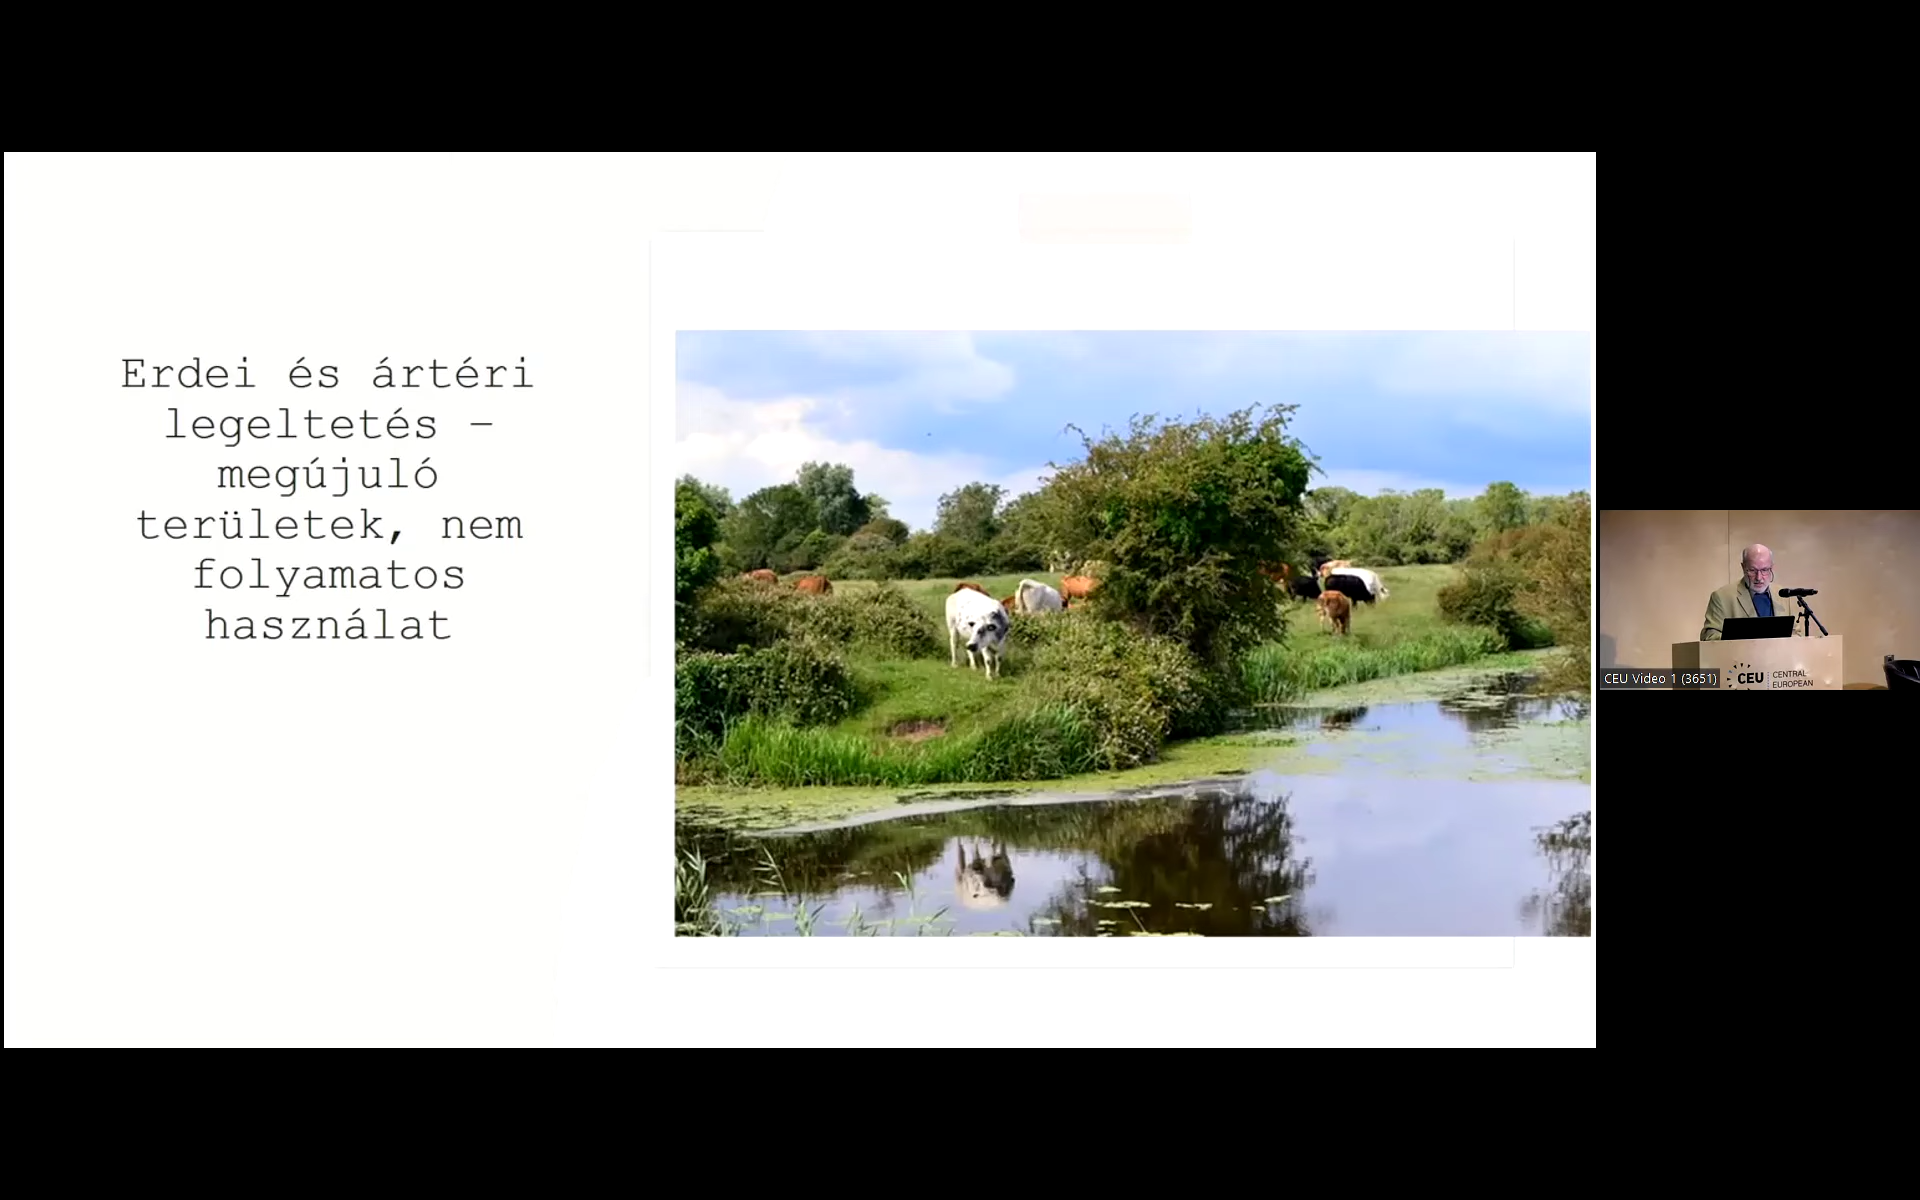 Erdei és ártéri
legeltetés –
megújuló
területek, nem
folyamatos
használat
CEU Video 1 (3651)
CEU
CENTRAL
EUROPEAN